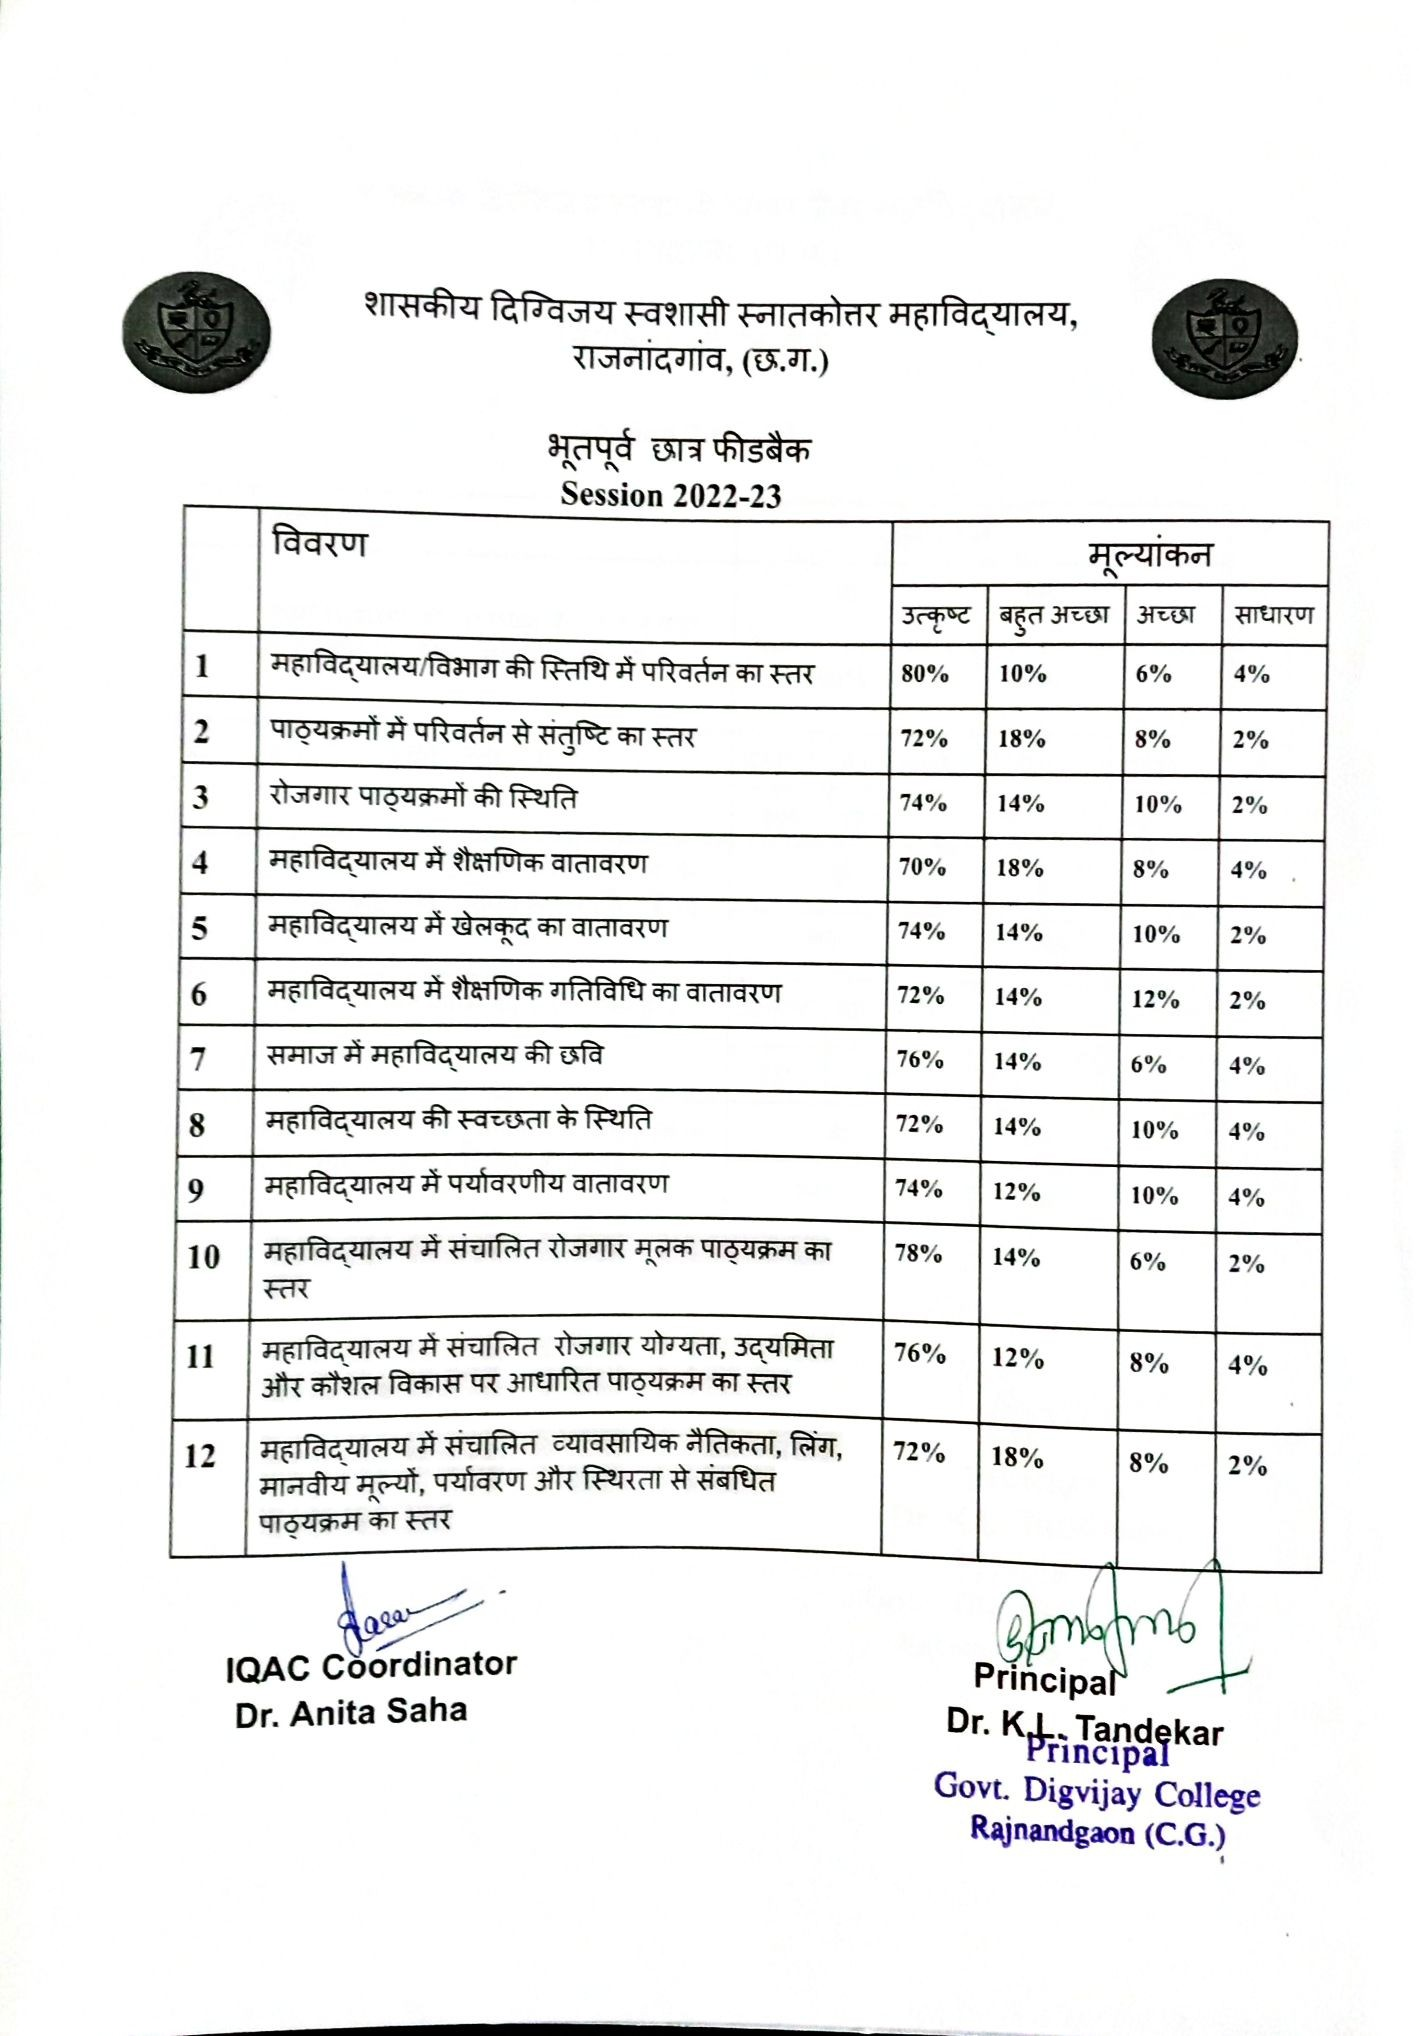 शासकीय दिग्विजय स्वशासी स्नातकोत्तर महाविद्यालय,
राजनांदगांव, (छ.ग.)
भूतपूर्व छात्र फीडबैक
Session 2022-23
विवरण मूल्यांकन
उत्कृष्ट बहुत अच्छा अच्छा साधारण
1 महाविद्यालय/विभाग की स्तिथि में परिवर्तन का स्तर 80% 10% 6% 4%
2 पाठ्यक्रमों में परिवर्तन से संतुष्टि का स्तर 72% 18% 8% 2%
3 रोजगार पाठ्यक्रमों की स्थिति 74% 14% 10% 2%
4 महाविद्यालय में शैक्षणिक वातावरण 70% 18% 8% 4%
5 महाविद्यालय में खेलकूद का वातावरण 74% 14% 10% 2%
6 महाविद्यालय में शैक्षणिक गतिविधि का वातावरण 72% 14% 12% 2%
7 समाज में महाविद्यालय की छवि 76% 14% 6% 4%
8 महाविद्यालय की स्वच्छता के स्थिति 72% 14% 10% 4%
9 महाविद्यालय में पर्यावरणीय वातावरण 74% 12% 10% 4%
10 महाविद्यालय में संचालित रोजगार मूलक पाठ्यक्रम का 78% 14% 6% 2%
स्तर
11 महाविद्यालय में संचालित रोजगार योग्यता, उद्यमिता 76% 12% 8% 4%
और कौशल विकास पर आधारित पाठ्यक्रम का स्तर
12 महाविद्यालय में संचालित व्यावसायिक नैतिकता, लिंग, 72% 18% 8% 2%
मानवीय मूल्यों, पर्यावरण और स्थिरता से संबधित
पाठ्यक्रम का स्तर
IQAC Coordinator
Dr. Anita Saha
Principal
Dr. K.L. Tandekar
Principal
Govt. Digvijay College
Rajnandgaon (C.G.)